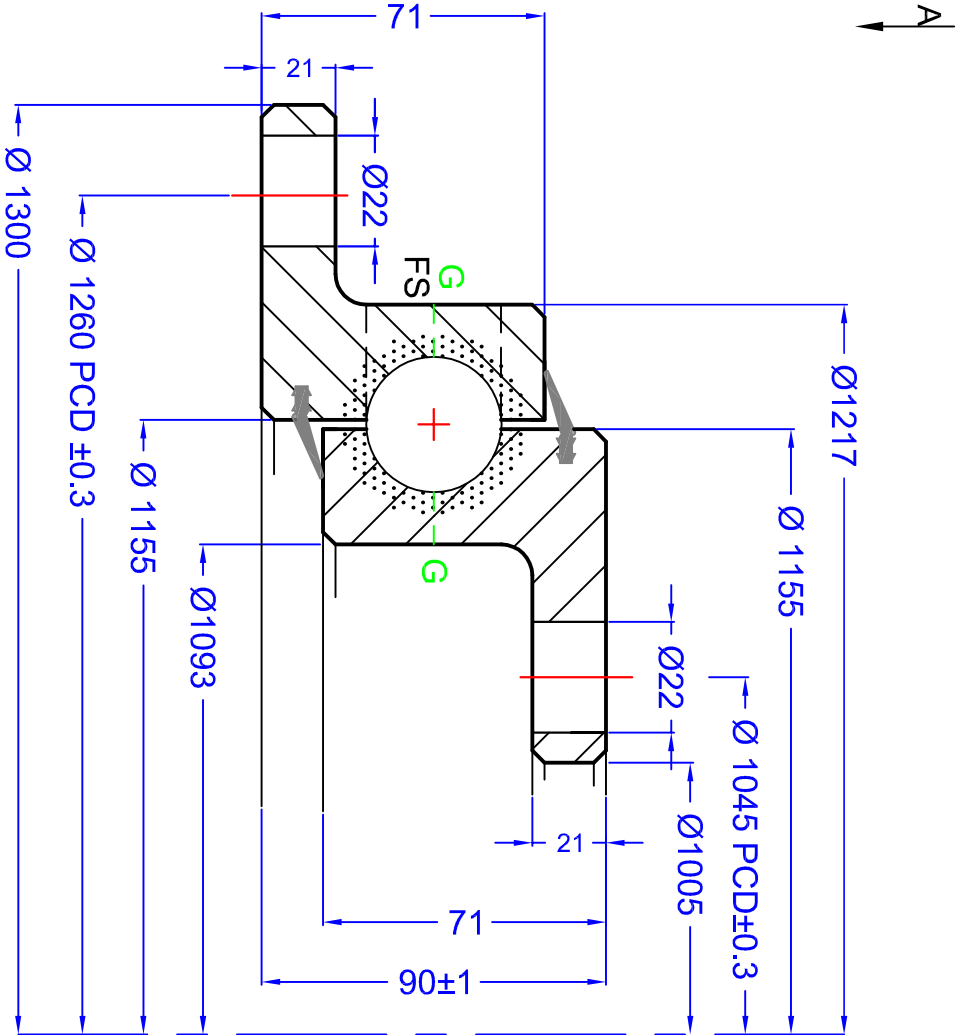 A
71
21
Ø22
Ø 1300
Ø 1260 PCD ±0.3
Ø 1155
Ø1093
FS
G
G
Ø1217
Ø 1155
Ø22
Ø 1045 PCD±0.3
Ø1005
21
71
90±1